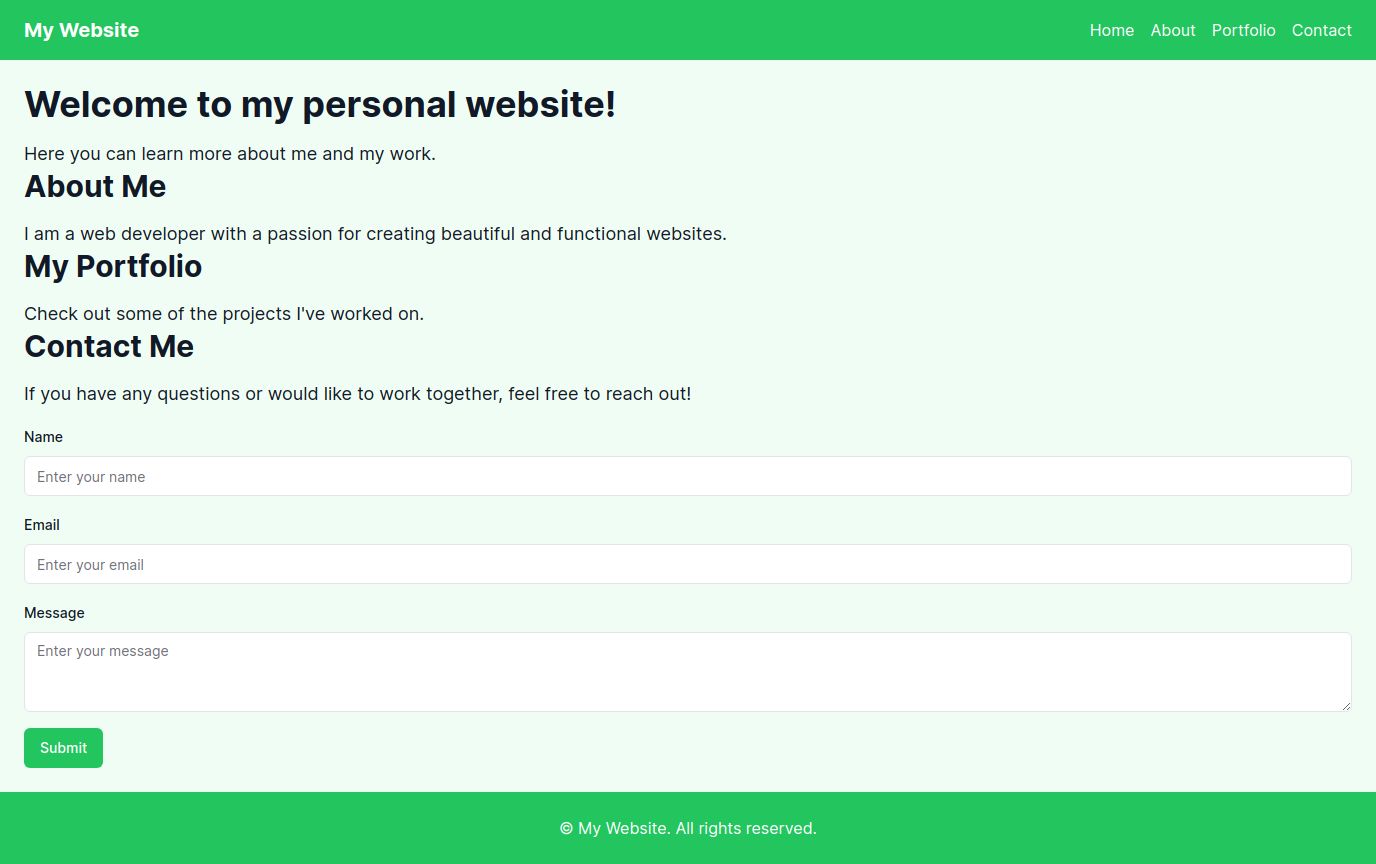 My Website
Home About Portfolio Contact
Welcome to my personal website!
Here you can learn more about me and my work.
About Me
I am a web developer with a passion for creating beautiful and functional websites.
My Portfolio
Check out some of the projects I've worked on.
Contact Me
If you have any questions or would like to work together, feel free to reach out!
Name
Enter your name
Email
Enter your email
Message
Enter your message
Submit
© My Website. All rights reserved.